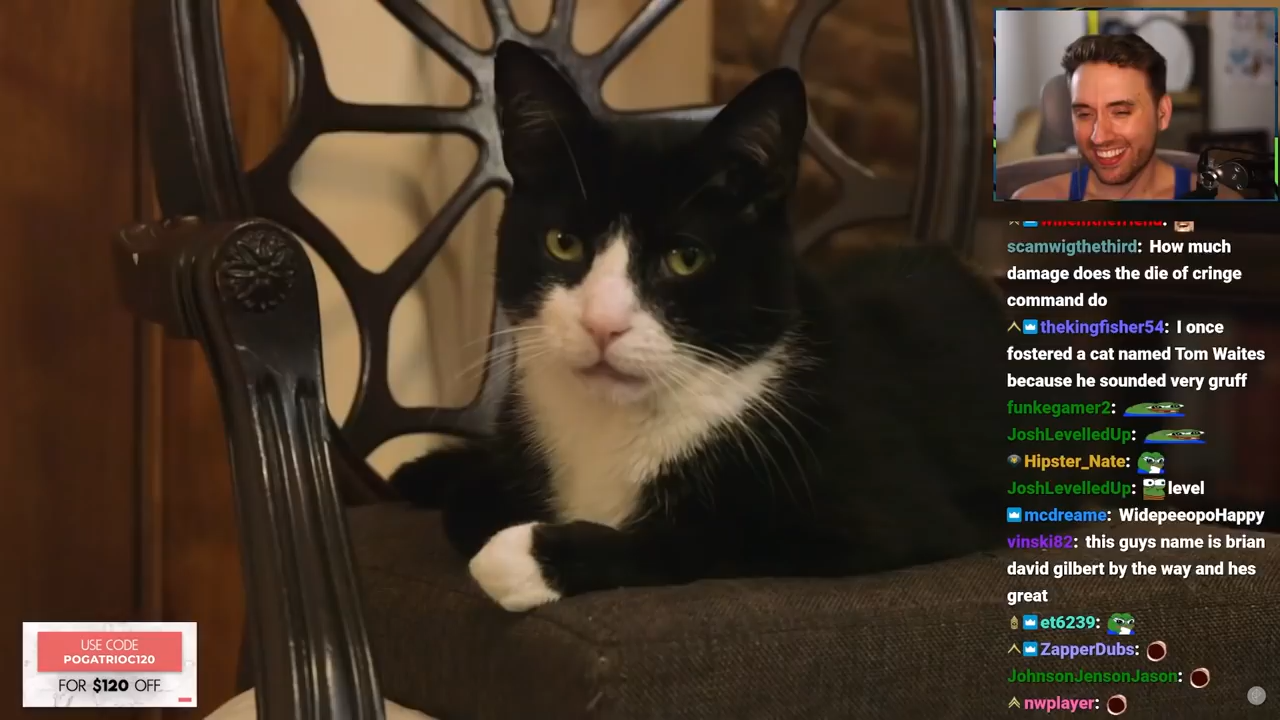 willemthefriend:
scamwigthethird: How much
damage does the die of cringe
command do
thekingfisher54: I once
fostered a cat named Tom Waites
because he sounded very gruff
funkegamer2:
JoshLevelledUp:
Hipster_Nate:
JoshLevelledUp: level
mcdreame: WidepeeopoHappy
vinski82: this guys name is brian
david gilbert by the way and hes
great
et6239:
ZapperDubs:
JohnsonJensonJason:
nwplayer:
USE CODE
POGATRIOC120
FOR $120 OFF